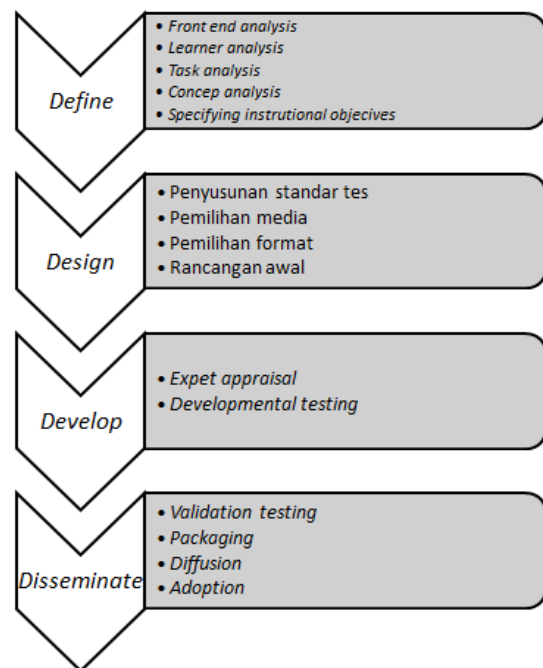 Define
• Front end analysis
• Learner analysis
• Task analysis
• Concep analysis
• Specifying instrutional objecives
Design
• Penyusunan standar tes
• Pemilihan media
• Pemilihan format
• Rancangan awal
Develop
• Expet appraisal
• Developmental testing
Disseminate
• Validation testing
• Packaging
• Diffusion
• Adoption